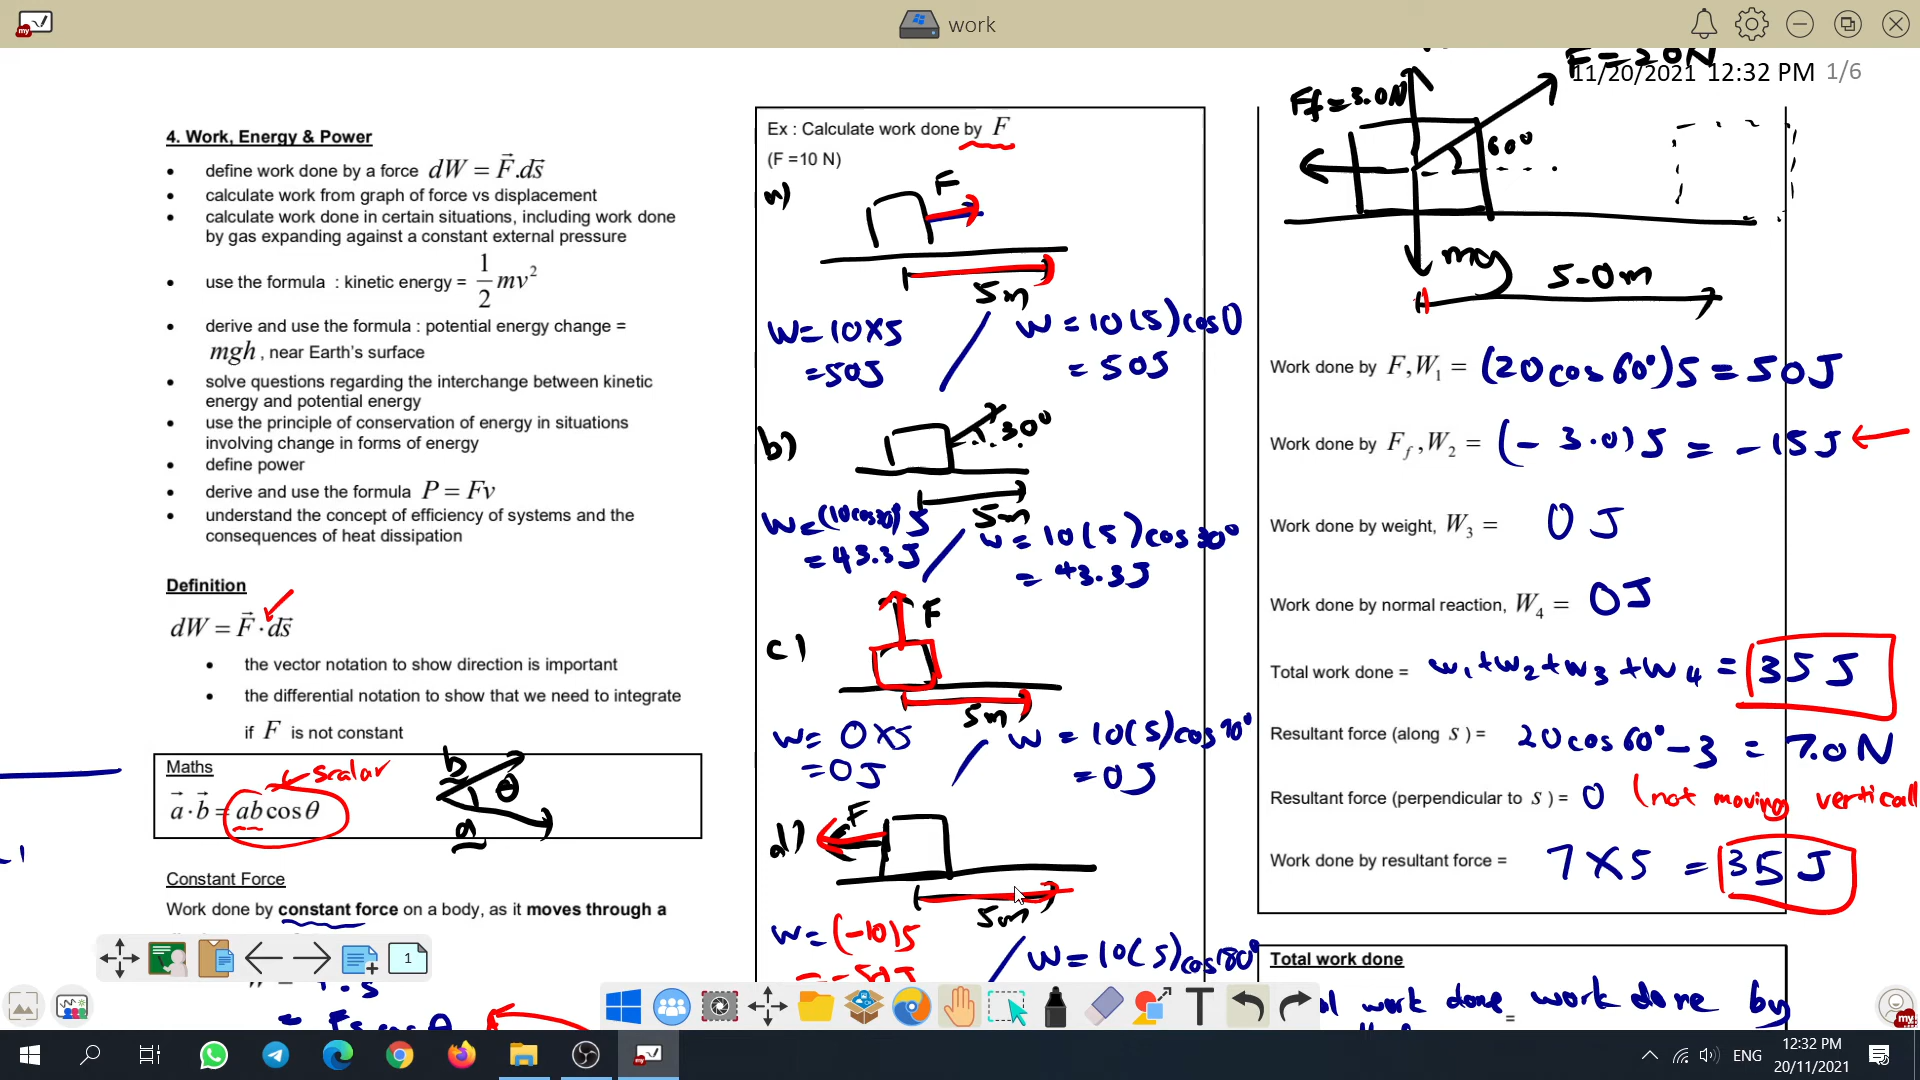 work
11/20/2021 12:32 PM 1/6
4. Work, Energy & Power
• define work done by a force dW = F⃗.ds⃗
• calculate work from graph of force vs displacement
• calculate work done in certain situations, including work done
by gas expanding against a constant external pressure
• use the formula : kinetic energy = 1/2 mv²
• derive and use the formula : potential energy change =
mgh , near Earth's surface
• solve questions regarding the interchange between kinetic
energy and potential energy
• use the principle of conservation of energy in situations
involving change in forms of energy
• define power
• derive and use the formula P = Fv
• understand the concept of efficiency of systems and the
consequences of heat dissipation
Definition
dW = F⃗ · ds⃗
• the vector notation to show direction is important
• the differential notation to show that we need to integrate
if F is not constant
Maths
scalar
a⃗ · b⃗ = ab cos θ
b
θ
a
Constant Force
Work done by constant force on a body, as it moves through a
= Fs cos θ
Ex : Calculate work done by F
(F =10 N)
a)
F
5m
W = 10×5
= 50J
W = 10(5)cos0
= 50J
b)
30°
5m
W = (10cos30)5
= 43.3J
W = 10(5)cos30°
= 43.3J
c)
F
5m
W = 0×5
= 0J
W = 10(5)cos90°
= 0J
d)
F
5m
W = (-10)5
= -50J
W = 10(5)cos180°
F = 20N
Ff = 3.0N
60°
mg
5.0m
Work done by F, W₁ = (20cos60°)5 = 50J
Work done by F_f, W₂ = (-3.0)5 = -15J
Work done by weight, W₃ = 0J
Work done by normal reaction, W₄ = 0J
Total work done = W₁+W₂+W₃+W₄ = 35J
Resultant force (along s ) = 20cos60°-3 = 7.0N
Resultant force (perpendicular to s ) = 0 (not moving verticall
Work done by resultant force = 7×5 = 35J
Total work done
work done = work done by
1
ENG
12:32 PM
20/11/2021